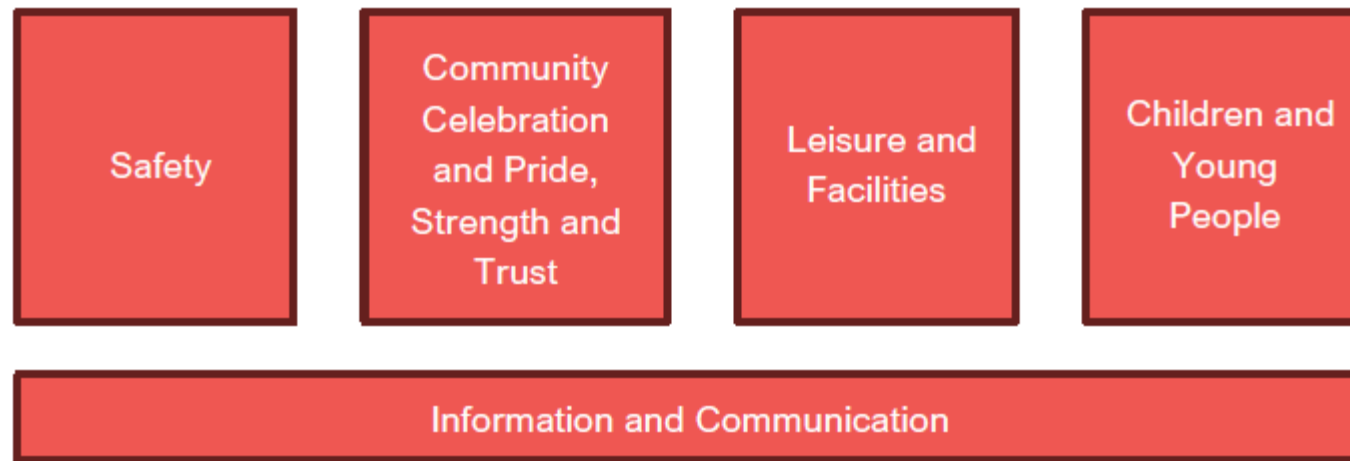 Safety
Community
Celebration
and Pride,
Strength and
Trust
Leisure and
Facilities
Children and
Young
People
Information and Communication